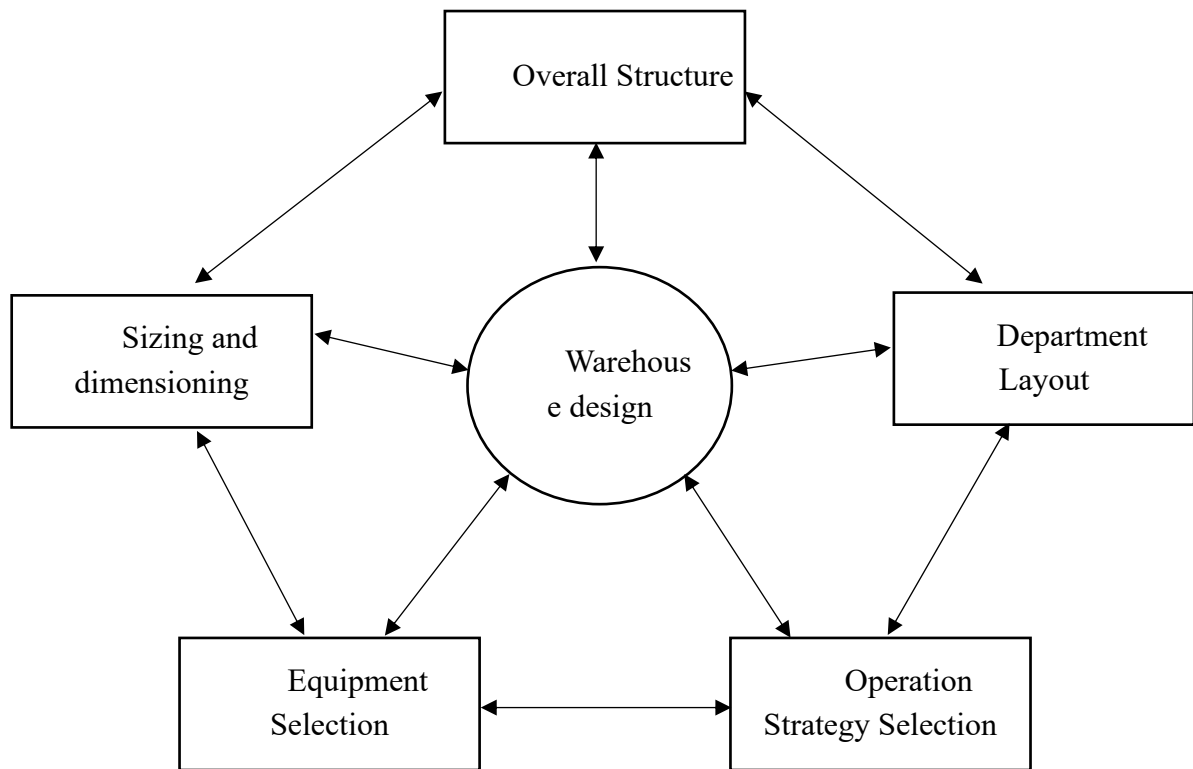 Overall Structure
Sizing and
dimensioning
Warehous
e design
Department
Layout
Equipment
Selection
Operation
Strategy Selection